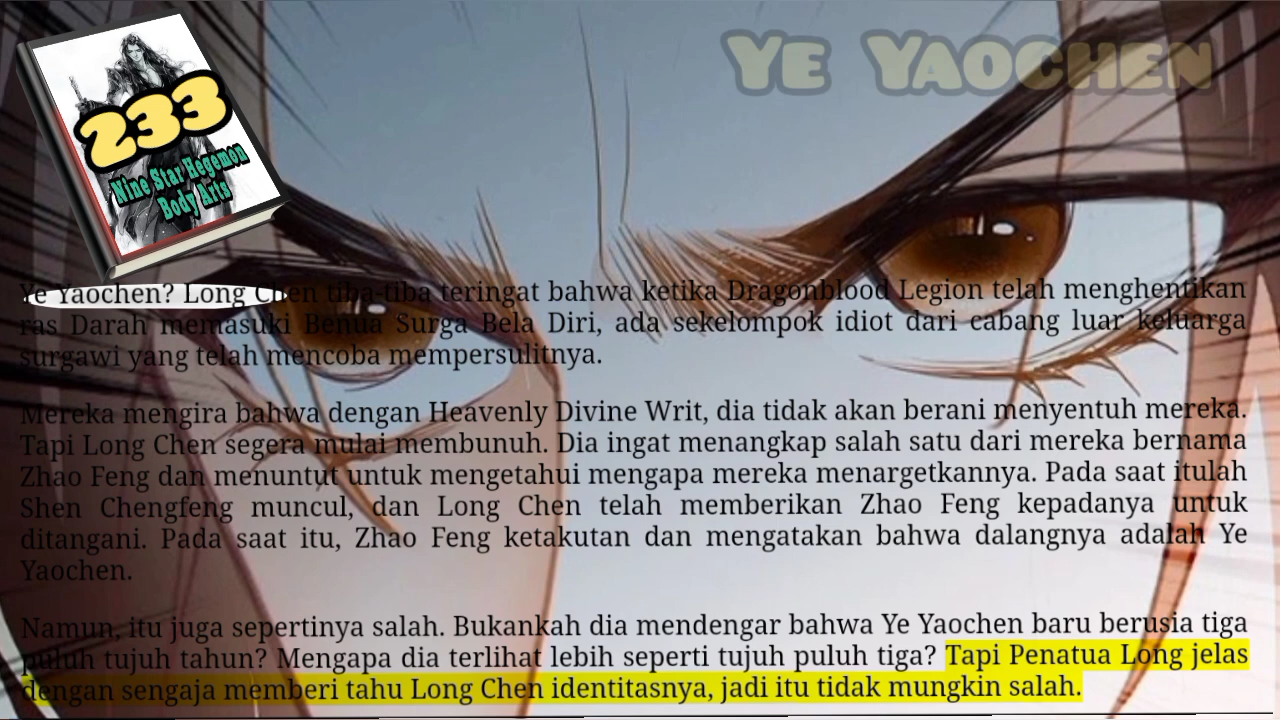 Ye Yaochen
233
Nine Star Hegemon
Body Arts
Ye Yaochen? Long Chen tiba-tiba teringat bahwa ketika Dragonblood Legion telah menghentikan
ras Darah memasuki Benua Surga Bela Diri, ada sekelompok idiot dari cabang luar keluarga
surgawi yang telah mencoba mempersulitnya.
Mereka mengira bahwa dengan Heavenly Divine Writ, dia tidak akan berani menyentuh mereka.
Tapi Long Chen segera mulai membunuh. Dia ingat menangkap salah satu dari mereka bernama
Zhao Feng dan menuntut untuk mengetahui mengapa mereka menargetkannya. Pada saat itulah
Shen Chengfeng muncul, dan Long Chen telah memberikan Zhao Feng kepadanya untuk
ditangani. Pada saat itu, Zhao Feng ketakutan dan mengatakan bahwa dalangnya adalah Ye
Yaochen.
Namun, itu juga sepertinya salah. Bukankah dia mendengar bahwa Ye Yaochen baru berusia tiga
puluh tujuh tahun? Mengapa dia terlihat lebih seperti tujuh puluh tiga? Tapi Penatua Long jelas
dengan sengaja memberi tahu Long Chen identitasnya, jadi itu tidak mungkin salah.